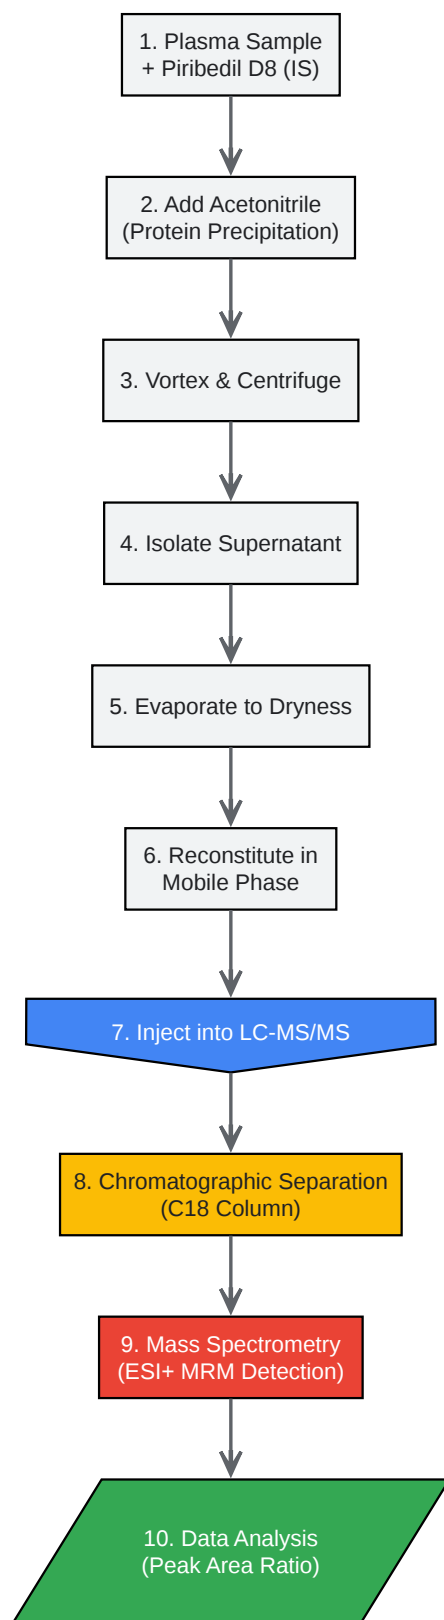 1. Plasma Sample
+ Piribedil D8 (IS)
2. Add Acetonitrile
(Protein Precipitation)
3. Vortex & Centrifuge
4. Isolate Supernatant
5. Evaporate to Dryness
6. Reconstitute in
Mobile Phase
7. Inject into LC-MS/MS
8. Chromatographic Separation
(C18 Column)
9. Mass Spectrometry
(ESI+ MRM Detection)
10. Data Analysis
(Peak Area Ratio)